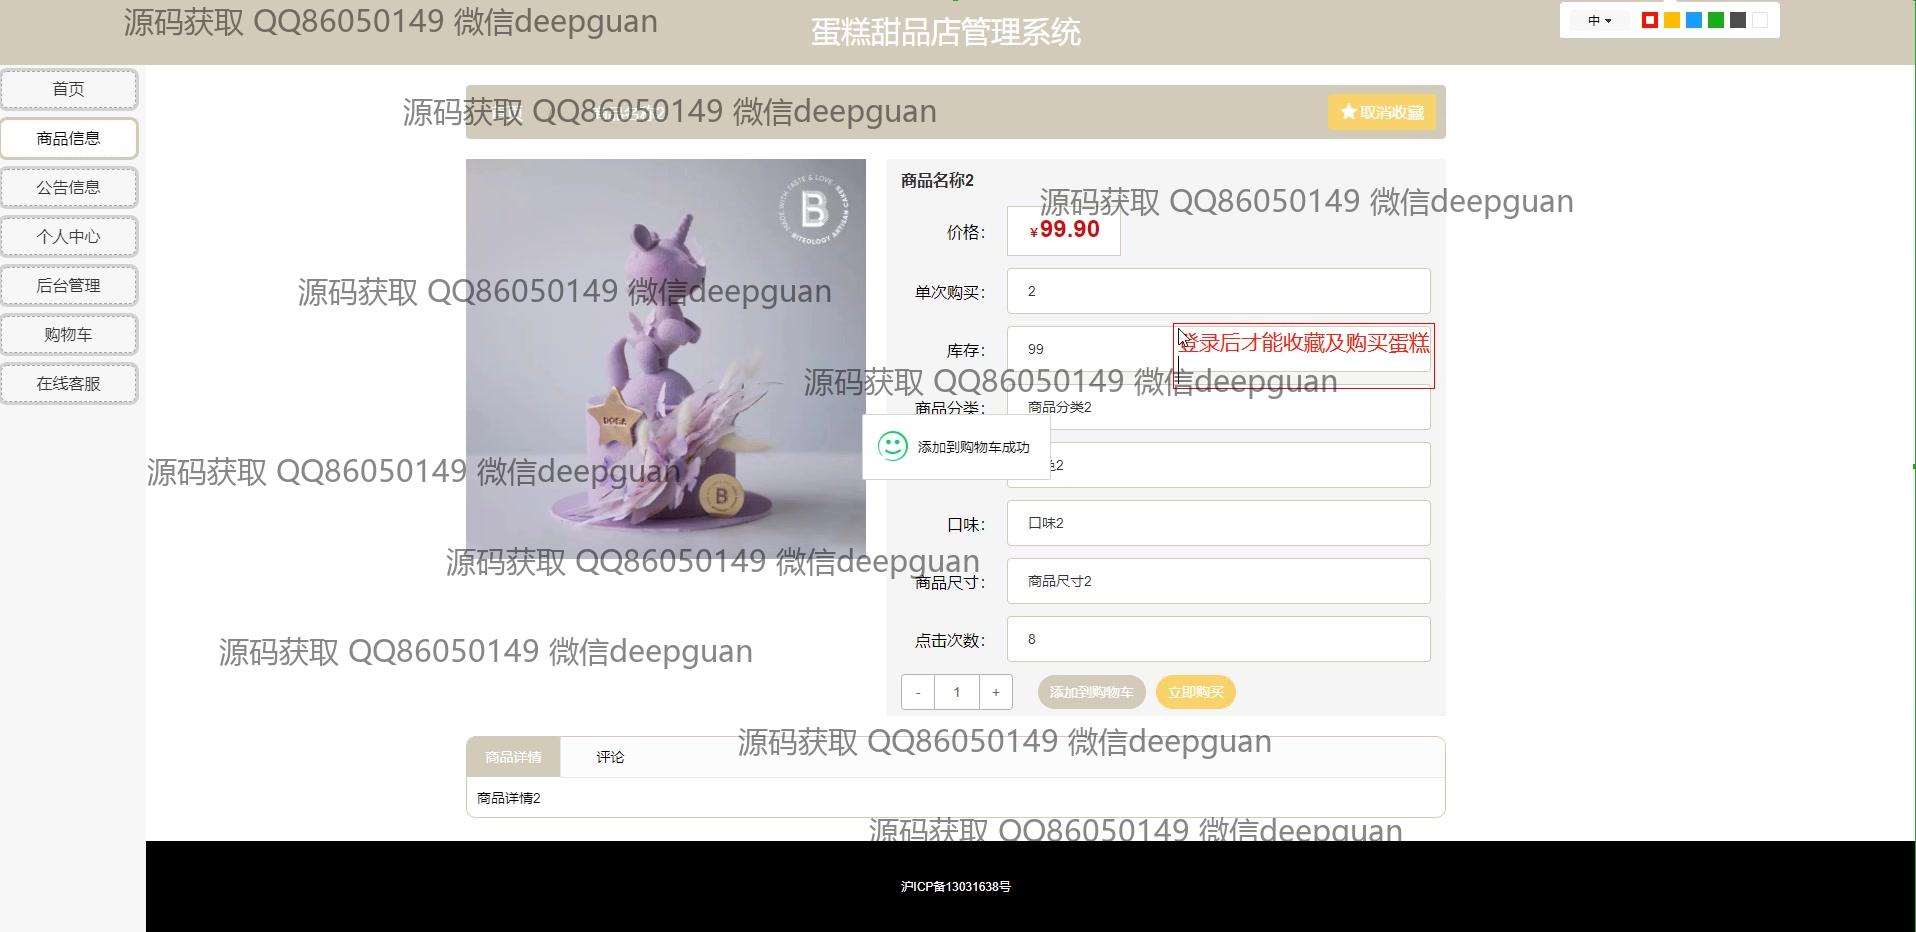 源码获取 QQ86050149 微信deepguan
蛋糕甜品店管理系统
中
首页
商品信息
公告信息
个人中心
后台管理
购物车
在线客服
源码获取 QQ86050149 微信deepguan
商品名称2
取消收藏
MADE WITH TASTE & LOVE
BITEOLOGY ARTISAN CAKES
B
商品名称2
源码获取 QQ86050149 微信deepguan
价格:
¥99.90
源码获取 QQ86050149 微信deepguan
单次购买:
2
登录后才能收藏及购买蛋糕
库存:
99
源码获取 QQ86050149 微信deepguan
商品分类:
商品分类2
添加到购物车成功
色2
源码获取 QQ86050149 微信deepguan
B
口味:
口味2
源码获取 QQ86050149 微信deepguan
商品尺寸:
商品尺寸2
源码获取 QQ86050149 微信deepguan
点击次数:
8
-
1
+
添加到购物车
立即购买
源码获取 QQ86050149 微信deepguan
商品详情
评论
商品详情2
源码获取 QQ86050149 微信deepguan
沪ICP备13031638号